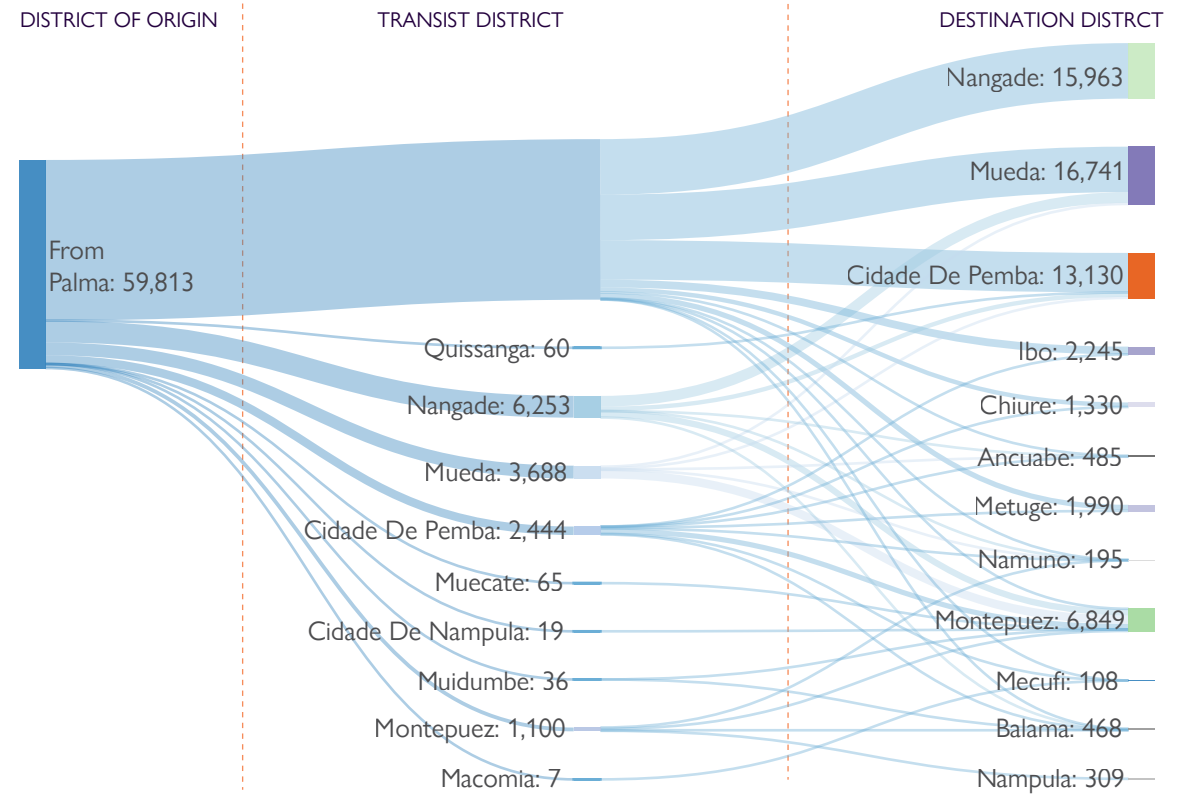 DISTRICT OF ORIGIN
TRANSIST DISTRICT
DESTINATION DISTRCT
From
Palma: 59,813
Quissanga: 60
Nangade: 6,253
Mueda: 3,688
Cidade De Pemba: 2,444
Muecate: 65
Cidade De Nampula: 19
Muidumbe: 36
Montepuez: 1,100
Macomia: 7
Nangade: 15,963
Mueda: 16,741
Cidade De Pemba: 13,130
Ibo: 2,245
Chiure: 1,330
Ancuabe: 485
Metuge: 1,990
Namuno: 195
Montepuez: 6,849
Mecufi: 108
Balama: 468
Nampula: 309